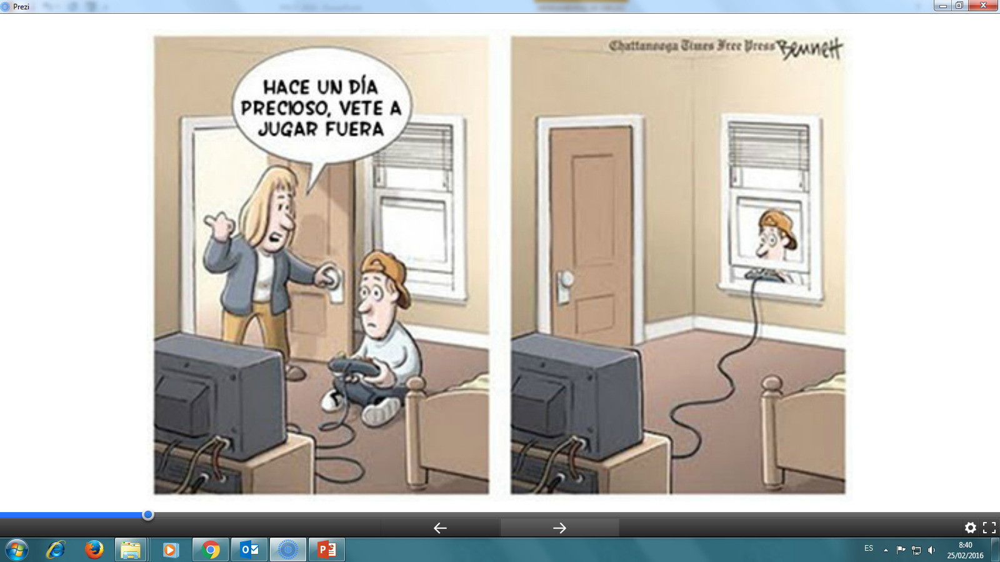 Prezi
HACE UN DÍA
PRECIOSO, VETE A
JUGAR FUERA
Chattanooga Times Free Press Bennett
ES
8:40
25/02/2016